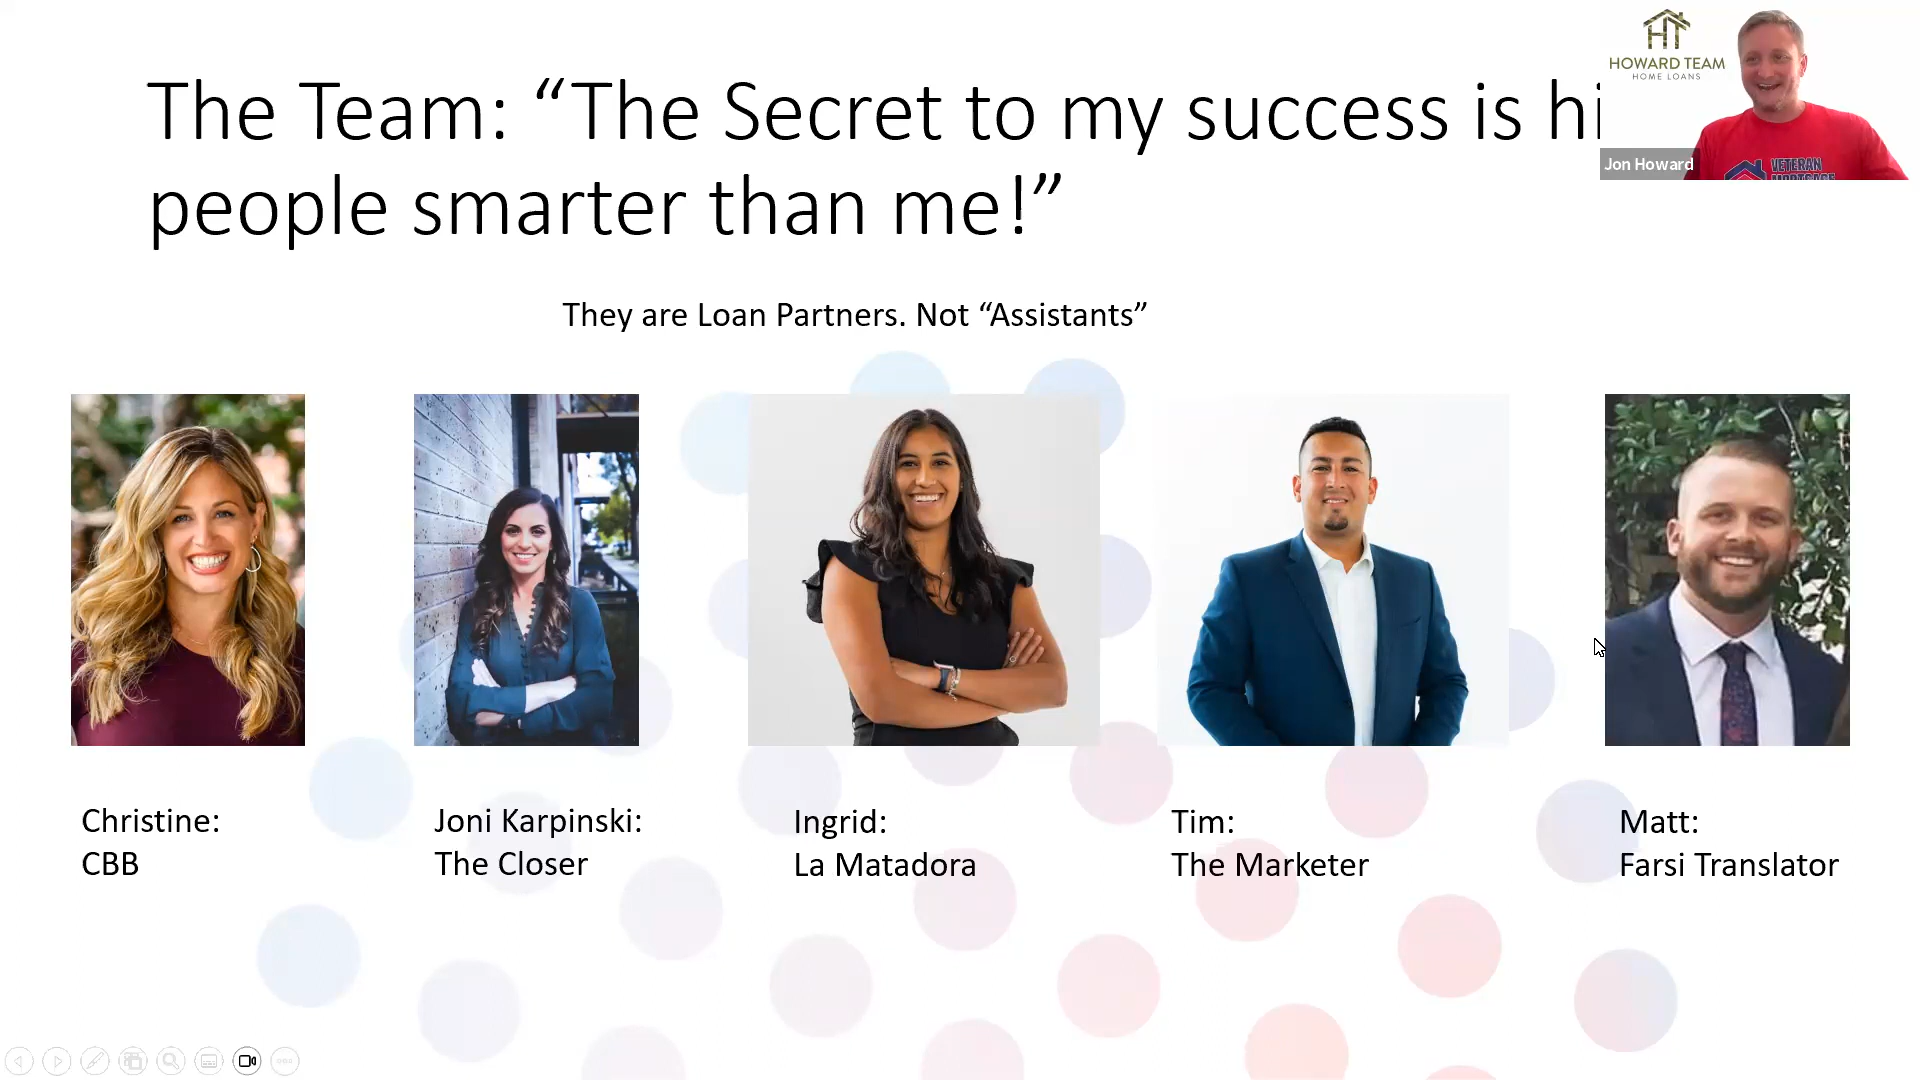 The Team: “The Secret to my success is hi
people smarter than me!”
HOWARD TEAM
HOME LOANS
Jon Howard
VETERAN
MORTGAGE
They are Loan Partners. Not “Assistants”
Christine:
CBB
Joni Karpinski:
The Closer
Ingrid:
La Matadora
Tim:
The Marketer
Matt:
Farsi Translator